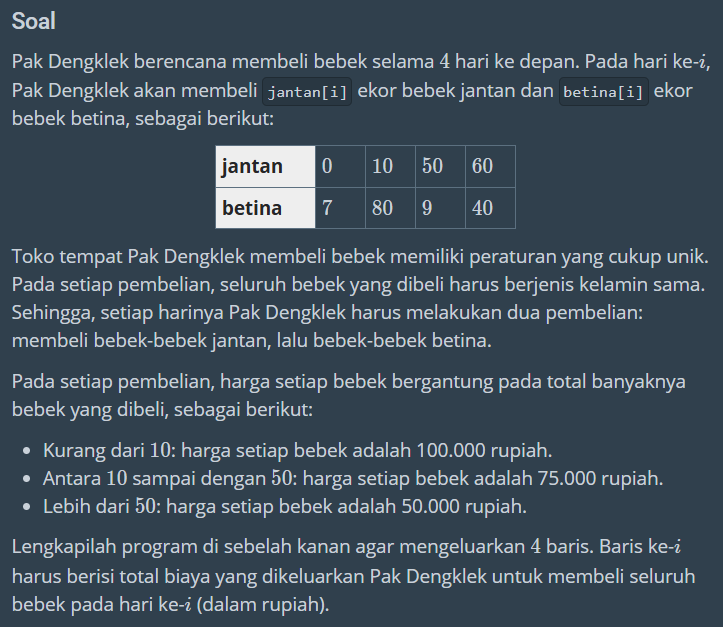 Soal
Pak Dengklek berencana membeli bebek selama 4 hari ke depan. Pada hari ke-i,
Pak Dengklek akan membeli jantan[i] ekor bebek jantan dan betina[i] ekor
bebek betina, sebagai berikut:
jantan 0 10 50 60
betina 7 80 9 40
Toko tempat Pak Dengklek membeli bebek memiliki peraturan yang cukup unik.
Pada setiap pembelian, seluruh bebek yang dibeli harus berjenis kelamin sama.
Sehingga, setiap harinya Pak Dengklek harus melakukan dua pembelian:
membeli bebek-bebek jantan, lalu bebek-bebek betina.
Pada setiap pembelian, harga setiap bebek bergantung pada total banyaknya
bebek yang dibeli, sebagai berikut:
• Kurang dari 10: harga setiap bebek adalah 100.000 rupiah.
• Antara 10 sampai dengan 50: harga setiap bebek adalah 75.000 rupiah.
• Lebih dari 50: harga setiap bebek adalah 50.000 rupiah.
Lengkapilah program di sebelah kanan agar mengeluarkan 4 baris. Baris ke-i
harus berisi total biaya yang dikeluarkan Pak Dengklek untuk membeli seluruh
bebek pada hari ke-i (dalam rupiah).